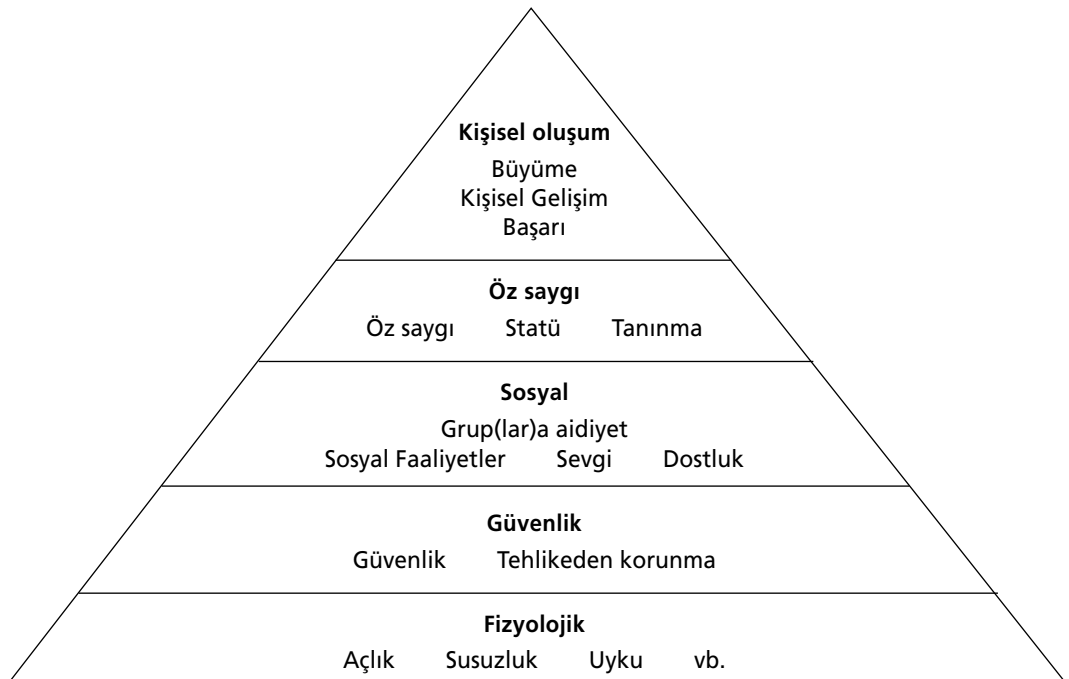 Kişisel oluşum
Büyüme
Kişisel Gelişim
Başarı
Öz saygı
Öz saygı Statü Tanınma
Sosyal
Grup(lar)a aidiyet
Sosyal Faaliyetler Sevgi Dostluk
Güvenlik
Güvenlik Tehlikeden korunma
Fizyolojik
Açlık Susuzluk Uyku vb.